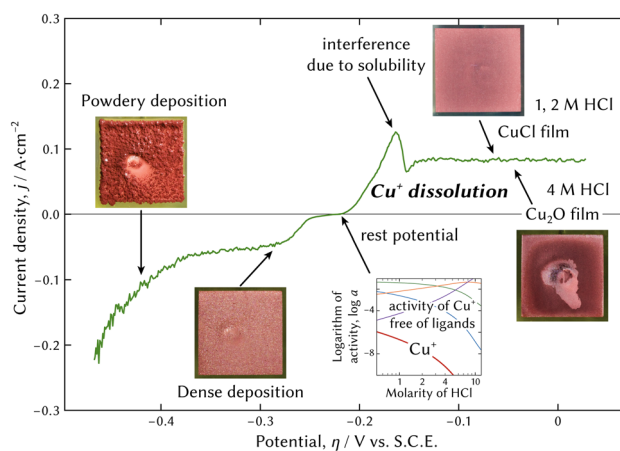 0.3
0.2
0.1
0.0
−0.1
−0.2
−0.3
Current density, j / A·cm⁻²
−0.4
−0.3
−0.2
−0.1
0
Potential, η / V vs. S.C.E.
Powdery deposition
interference
due to solubility
1, 2 M HCl
CuCl film
Cu⁺ dissolution
4 M HCl
Cu₂O film
rest potential
Dense deposition
Logarithm of
activity, log a
−4
−8
activity of Cu⁺
free of ligands
Cu⁺
1
2
4
10
Molarity of HCl